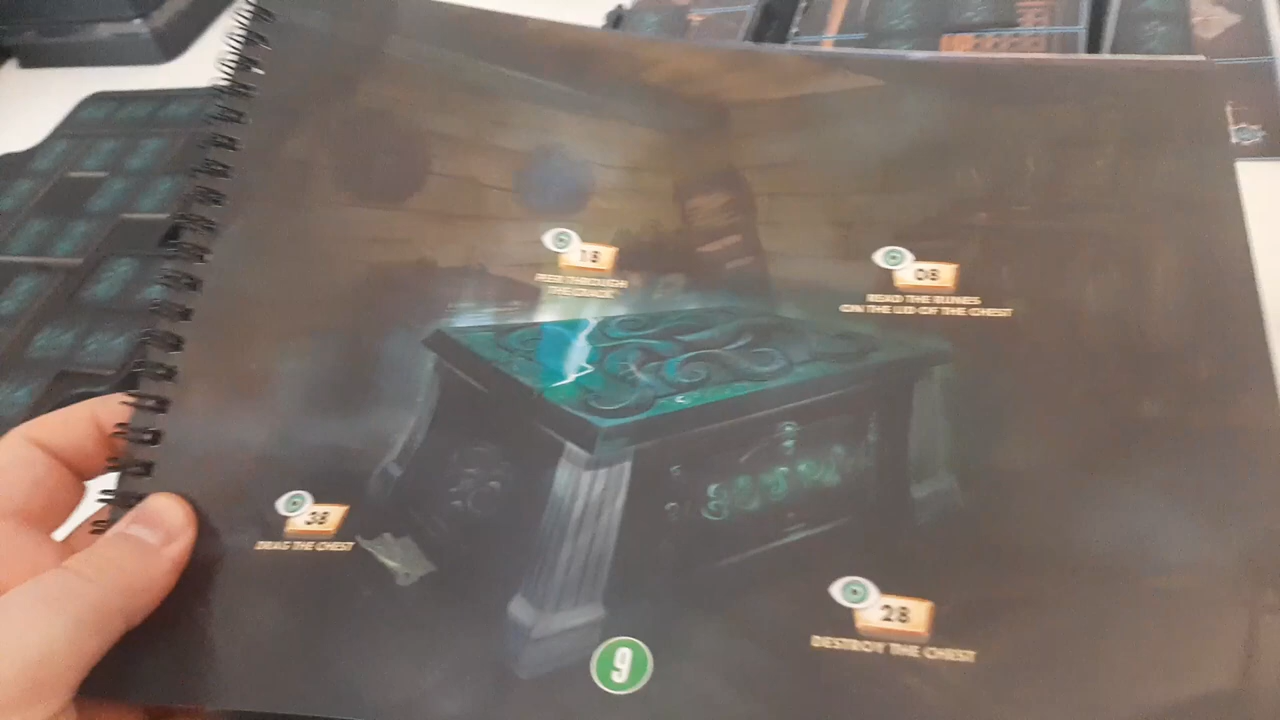 18
PEER THROUGH
THE CRACK
08
READ THE RUNES
ON THE LID OF THE CHEST
38
DRAG THE CHEST
28
DESTROY THE CHEST
9